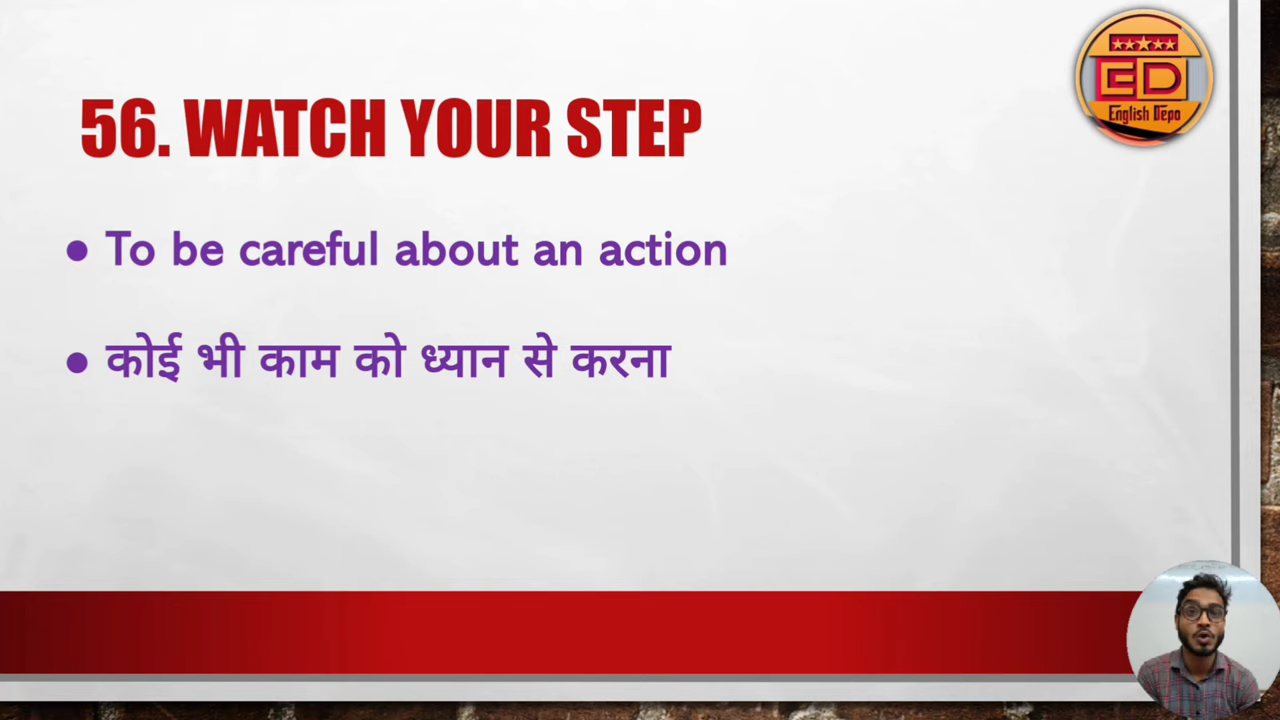 56. WATCH YOUR STEP
ED
English Depo
• To be careful about an action
• कोई भी काम को ध्यान से करना